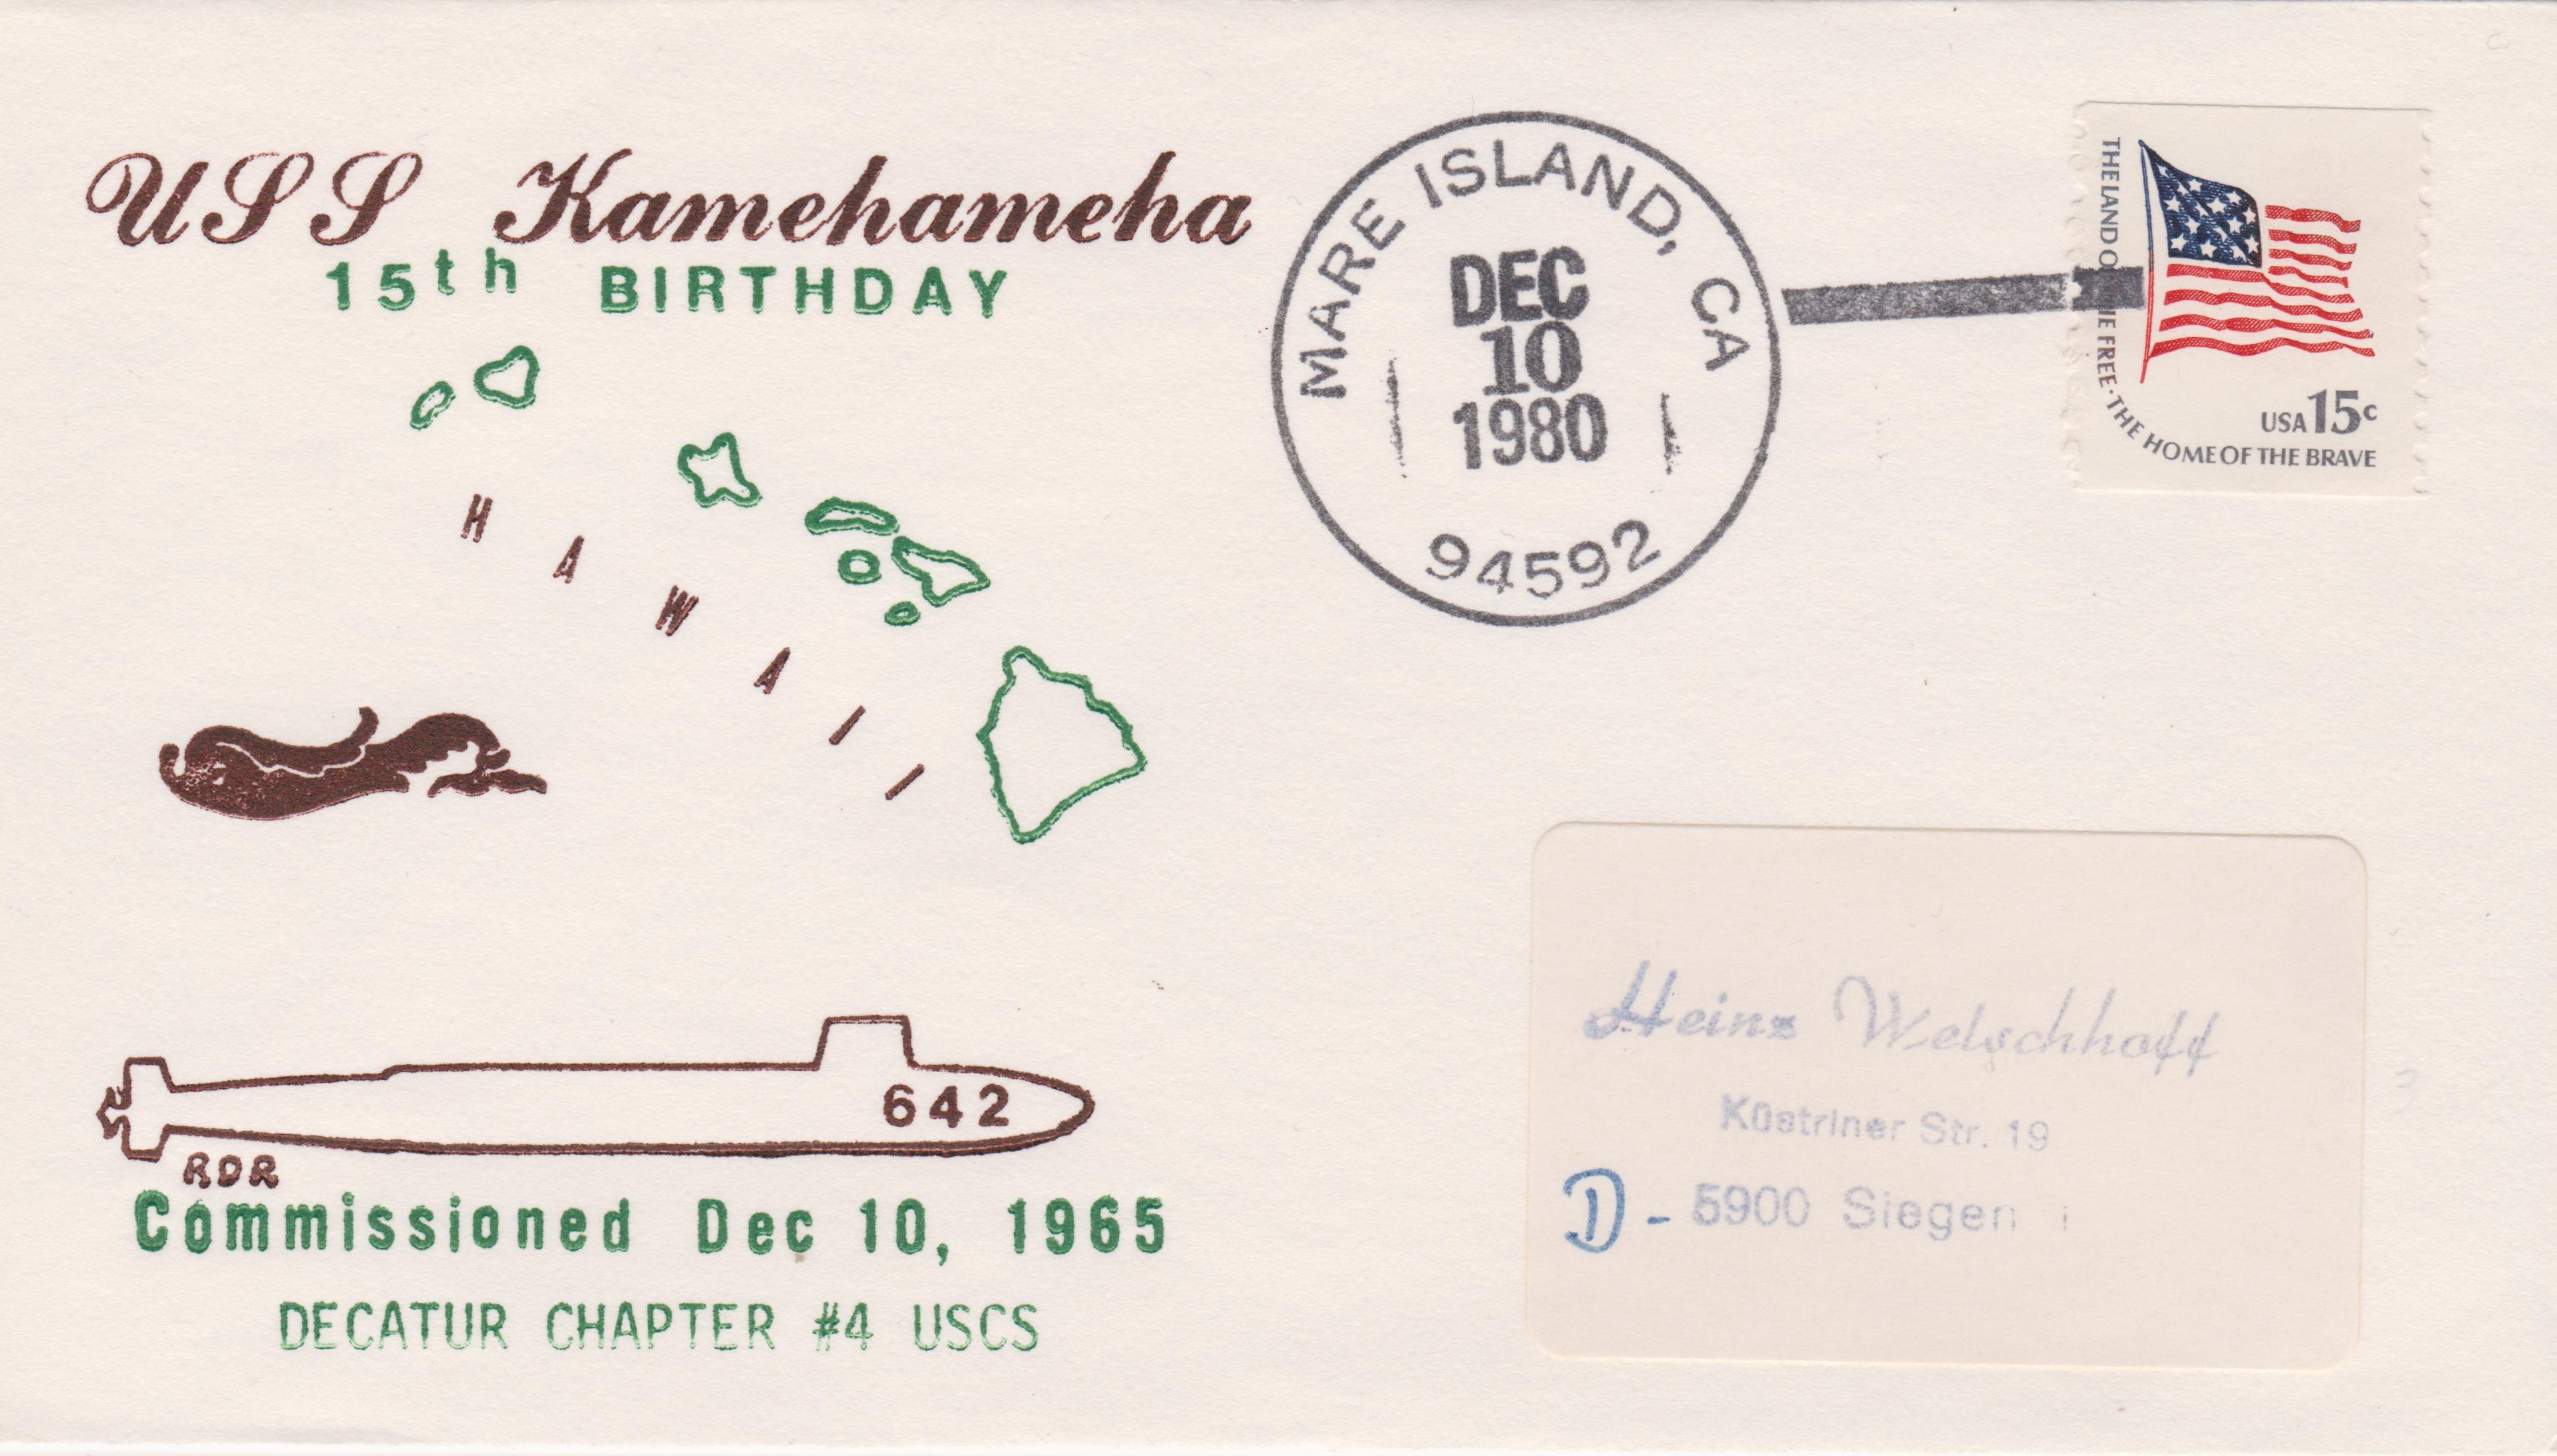 USS Kamehameha
15th BIRTHDAY
HAWAII
642
RDR
Commissioned Dec 10, 1965
DECATUR CHAPTER #4 USCS
MARE ISLAND, CA
DEC
10
1980
94592
THE LAND OF THE FREE · THE HOME OF THE BRAVE
USA 15c
Heinz Welschhoff
Küstriner Str. 19
D - 5900 Siegen